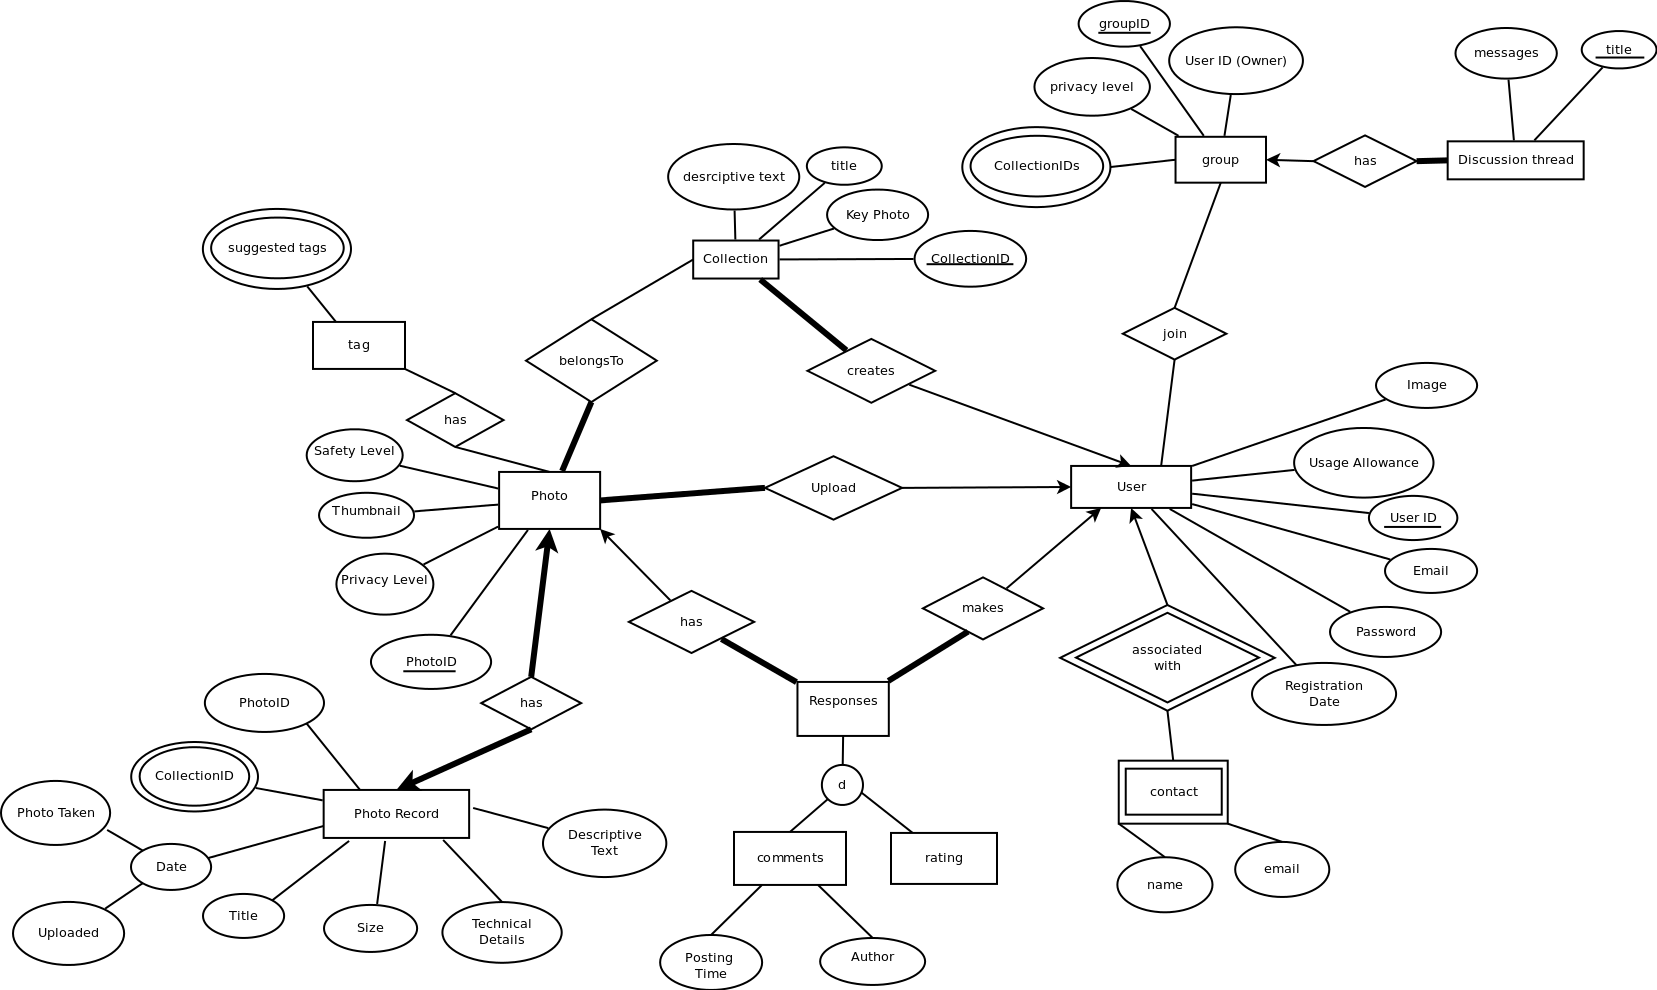 groupID
messages
title
User ID (Owner)
privacy level
CollectionIDs
group
has
Discussion thread
desrciptive text
title
Key Photo
Collection
CollectionID
suggested tags
tag
belongsTo
creates
join
Image
has
Safety Level
Usage Allowance
Photo
Upload
User
Thumbnail
User ID
Privacy Level
Email
has
makes
Password
PhotoID
associated
with
Registration
Date
PhotoID
has
Responses
CollectionID
d
contact
Photo Taken
Photo Record
Descriptive
Text
comments
rating
Date
name
email
Title
Size
Technical
Details
Uploaded
Posting
Time
Author